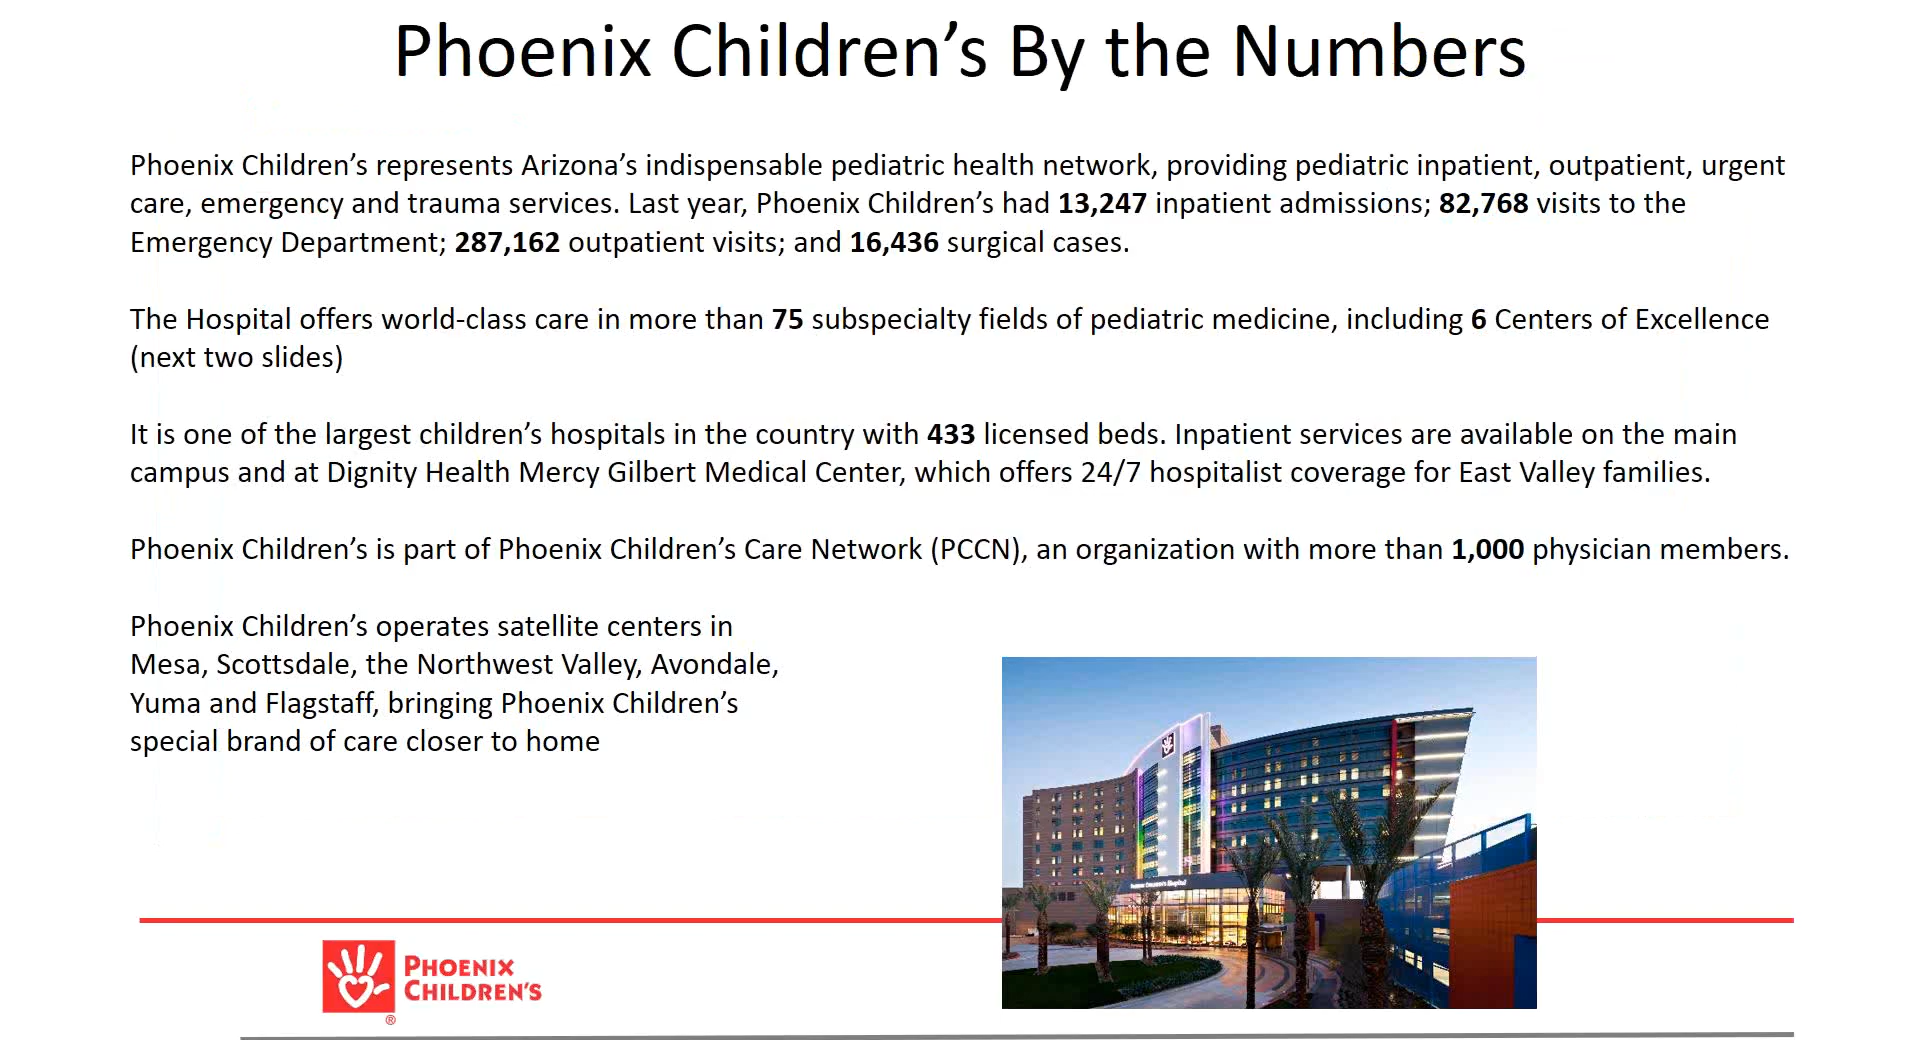 Phoenix Children’s By the Numbers
Phoenix Children’s represents Arizona’s indispensable pediatric health network, providing pediatric inpatient, outpatient, urgent
care, emergency and trauma services. Last year, Phoenix Children’s had 13,247 inpatient admissions; 82,768 visits to the
Emergency Department; 287,162 outpatient visits; and 16,436 surgical cases.
The Hospital offers world-class care in more than 75 subspecialty fields of pediatric medicine, including 6 Centers of Excellence
(next two slides)
It is one of the largest children’s hospitals in the country with 433 licensed beds. Inpatient services are available on the main
campus and at Dignity Health Mercy Gilbert Medical Center, which offers 24/7 hospitalist coverage for East Valley families.
Phoenix Children’s is part of Phoenix Children’s Care Network (PCCN), an organization with more than 1,000 physician members.
Phoenix Children’s operates satellite centers in
Mesa, Scottsdale, the Northwest Valley, Avondale,
Yuma and Flagstaff, bringing Phoenix Children’s
special brand of care closer to home
Phoenix Children's Hospital
PHOENIX
CHILDREN’S
®